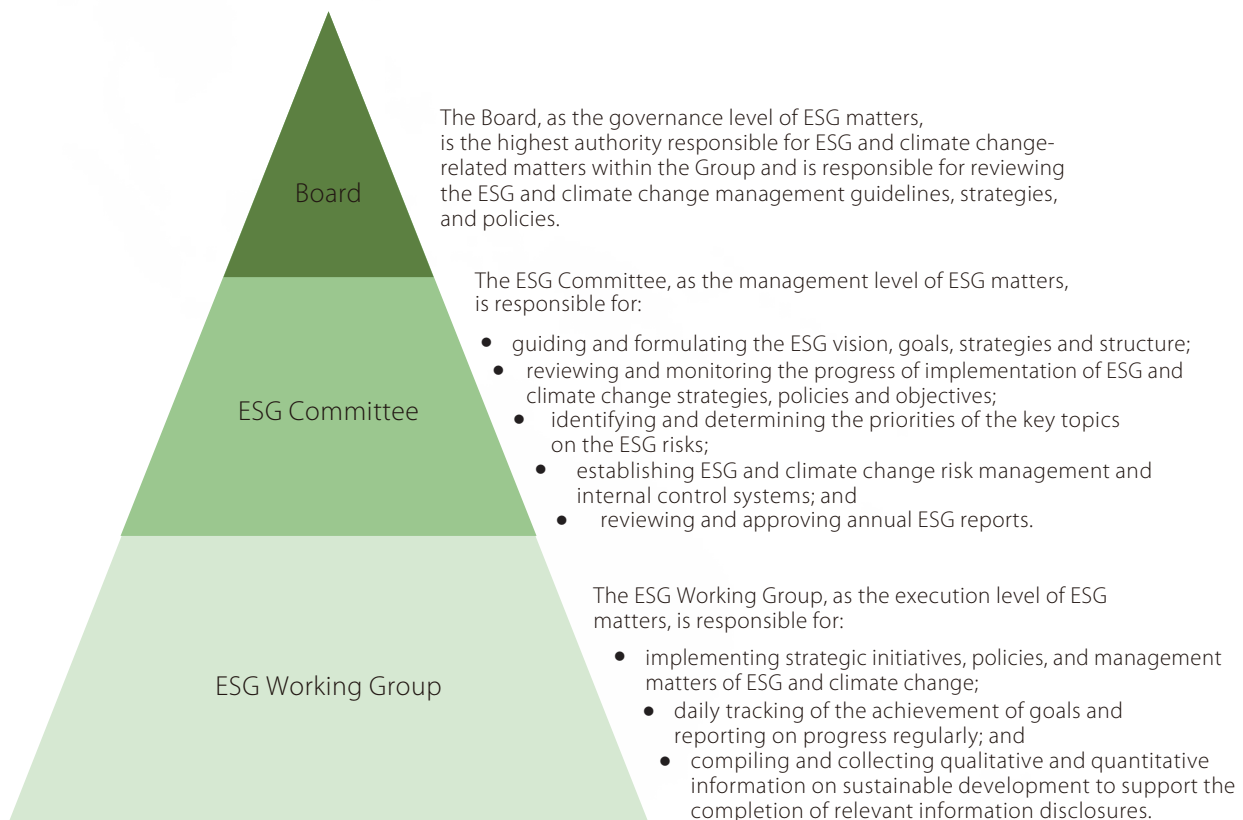 Board
The Board, as the governance level of ESG matters,
is the highest authority responsible for ESG and climate change-
related matters within the Group and is responsible for reviewing
the ESG and climate change management guidelines, strategies,
and policies.
ESG Committee
The ESG Committee, as the management level of ESG matters,
is responsible for:
● guiding and formulating the ESG vision, goals, strategies and structure;
● reviewing and monitoring the progress of implementation of ESG and
climate change strategies, policies and objectives;
● identifying and determining the priorities of the key topics
on the ESG risks;
● establishing ESG and climate change risk management and
internal control systems; and
● reviewing and approving annual ESG reports.
ESG Working Group
The ESG Working Group, as the execution level of ESG
matters, is responsible for:
● implementing strategic initiatives, policies, and management
matters of ESG and climate change;
● daily tracking of the achievement of goals and
reporting on progress regularly; and
● compiling and collecting qualitative and quantitative
information on sustainable development to support the
completion of relevant information disclosures.